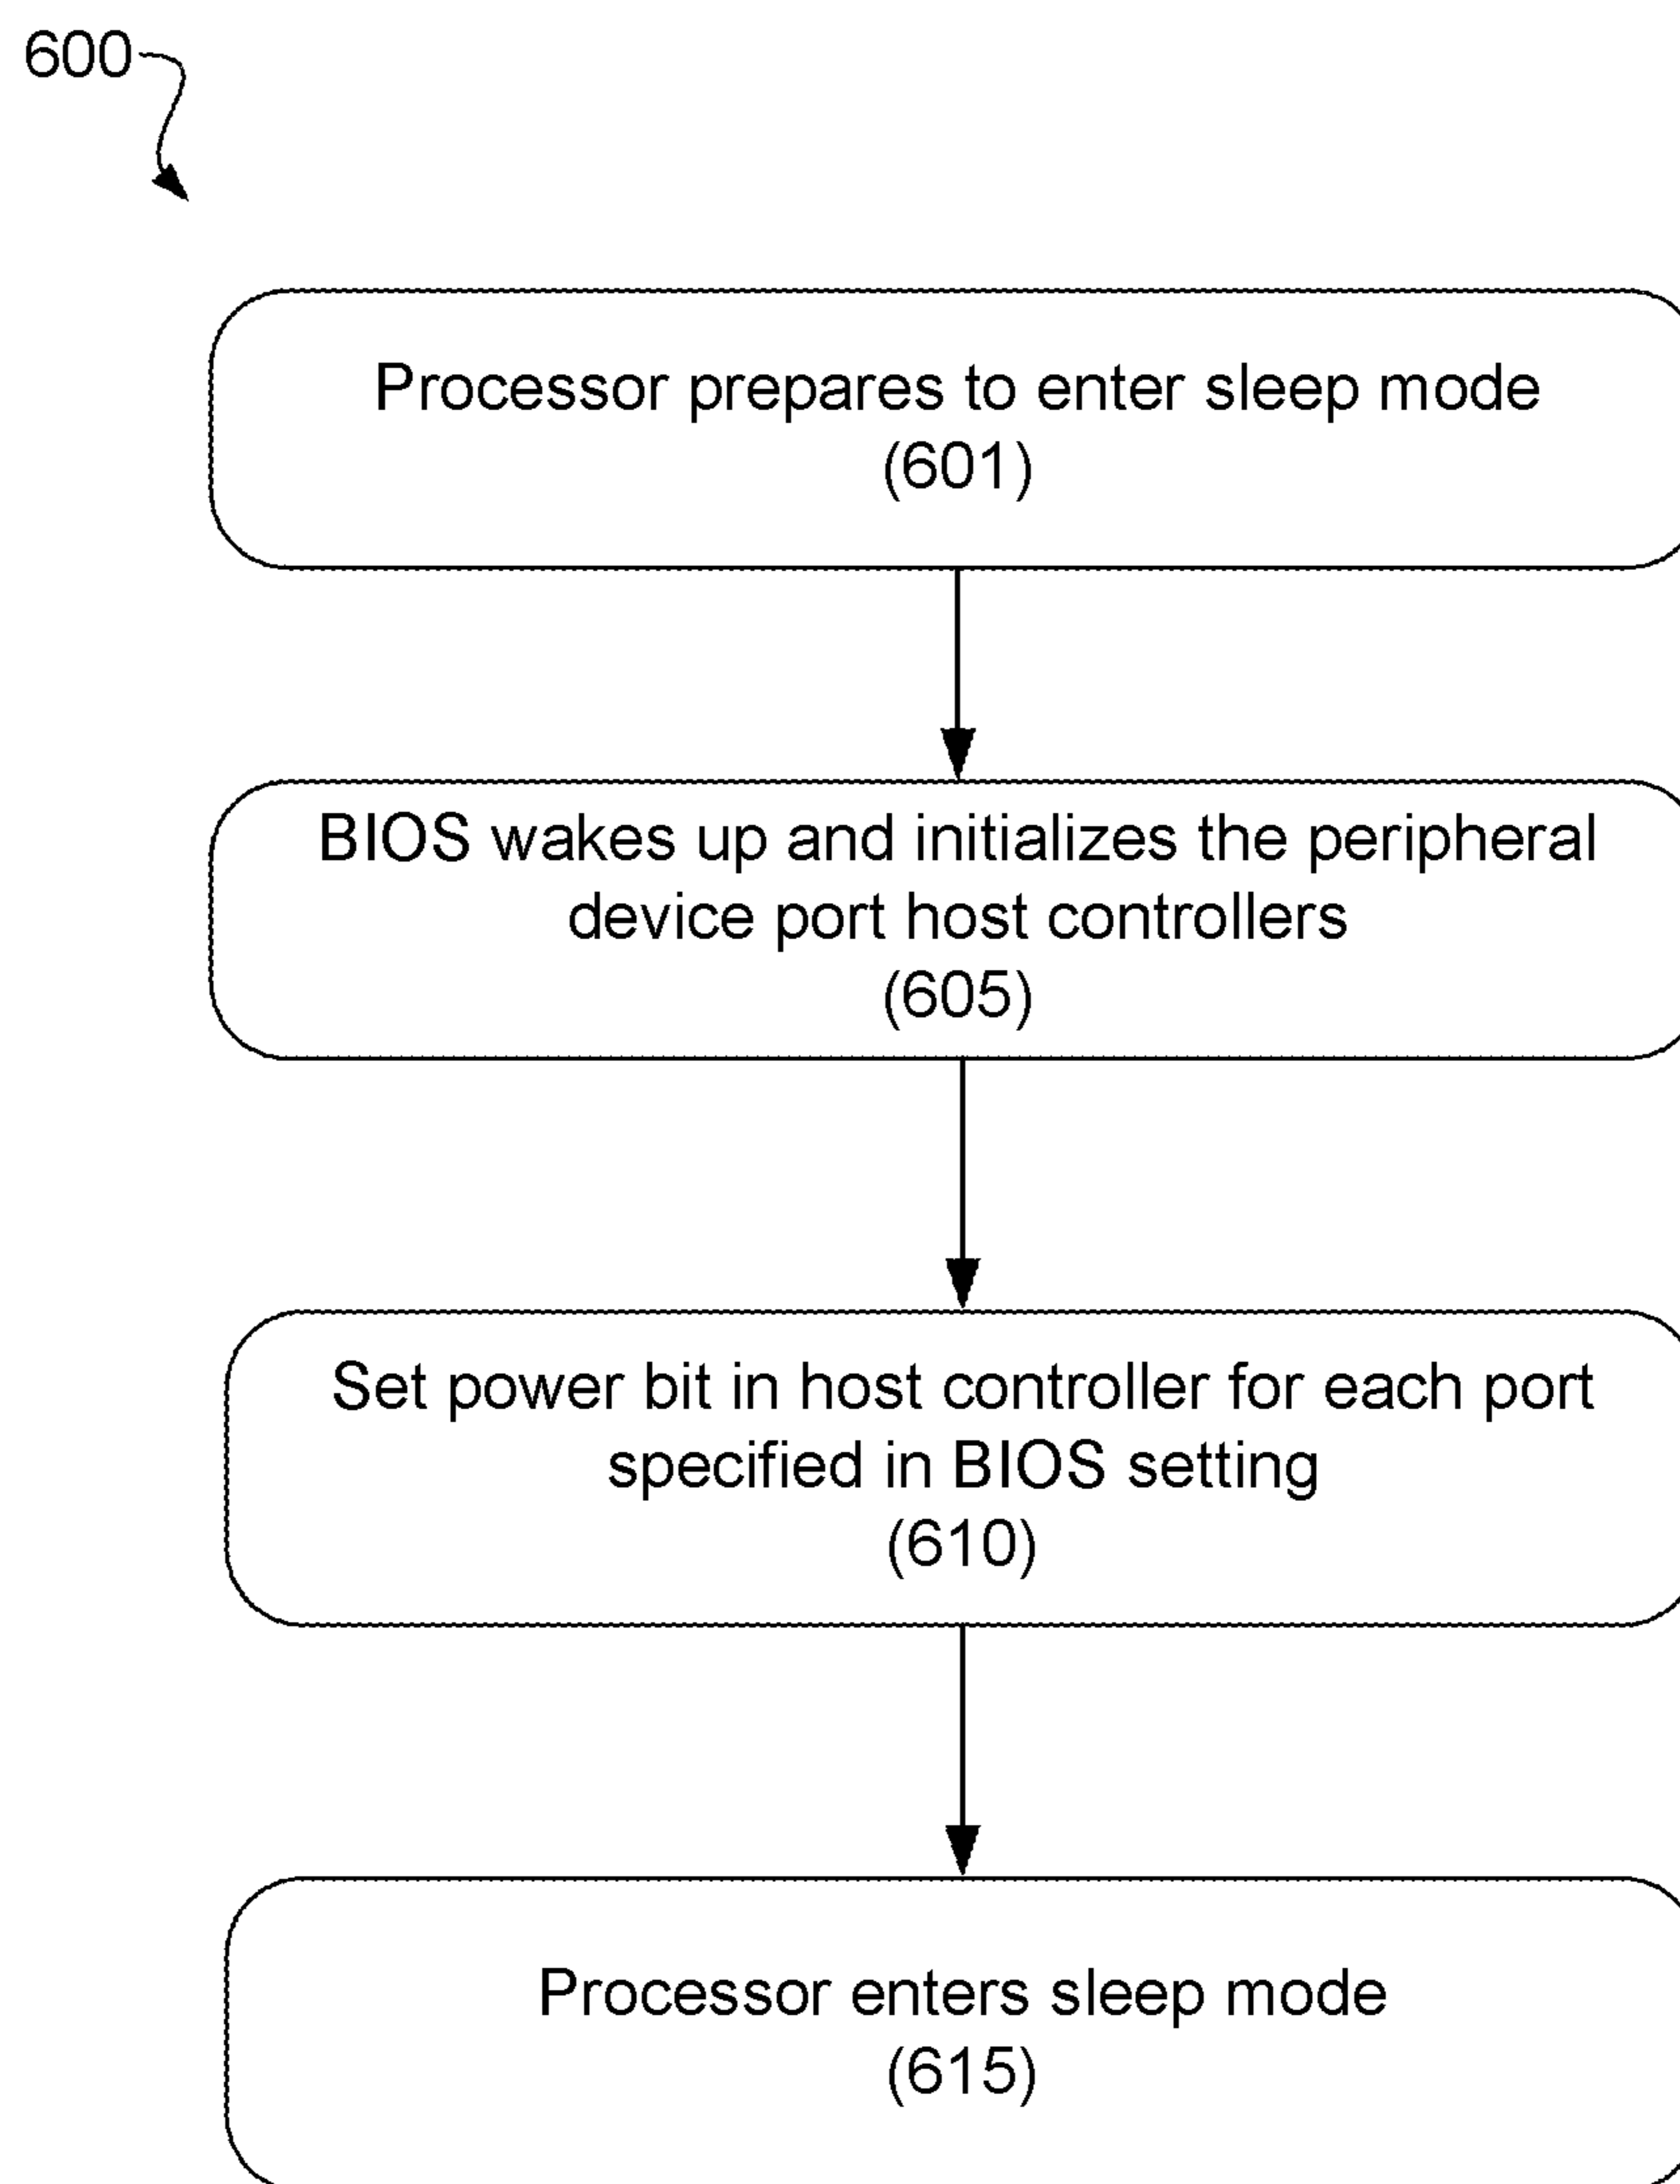 600
Processor prepares to enter sleep mode
(601)
BIOS wakes up and initializes the peripheral
device port host controllers
(605)
Set power bit in host controller for each port
specified in BIOS setting
(610)
Processor enters sleep mode
(615)